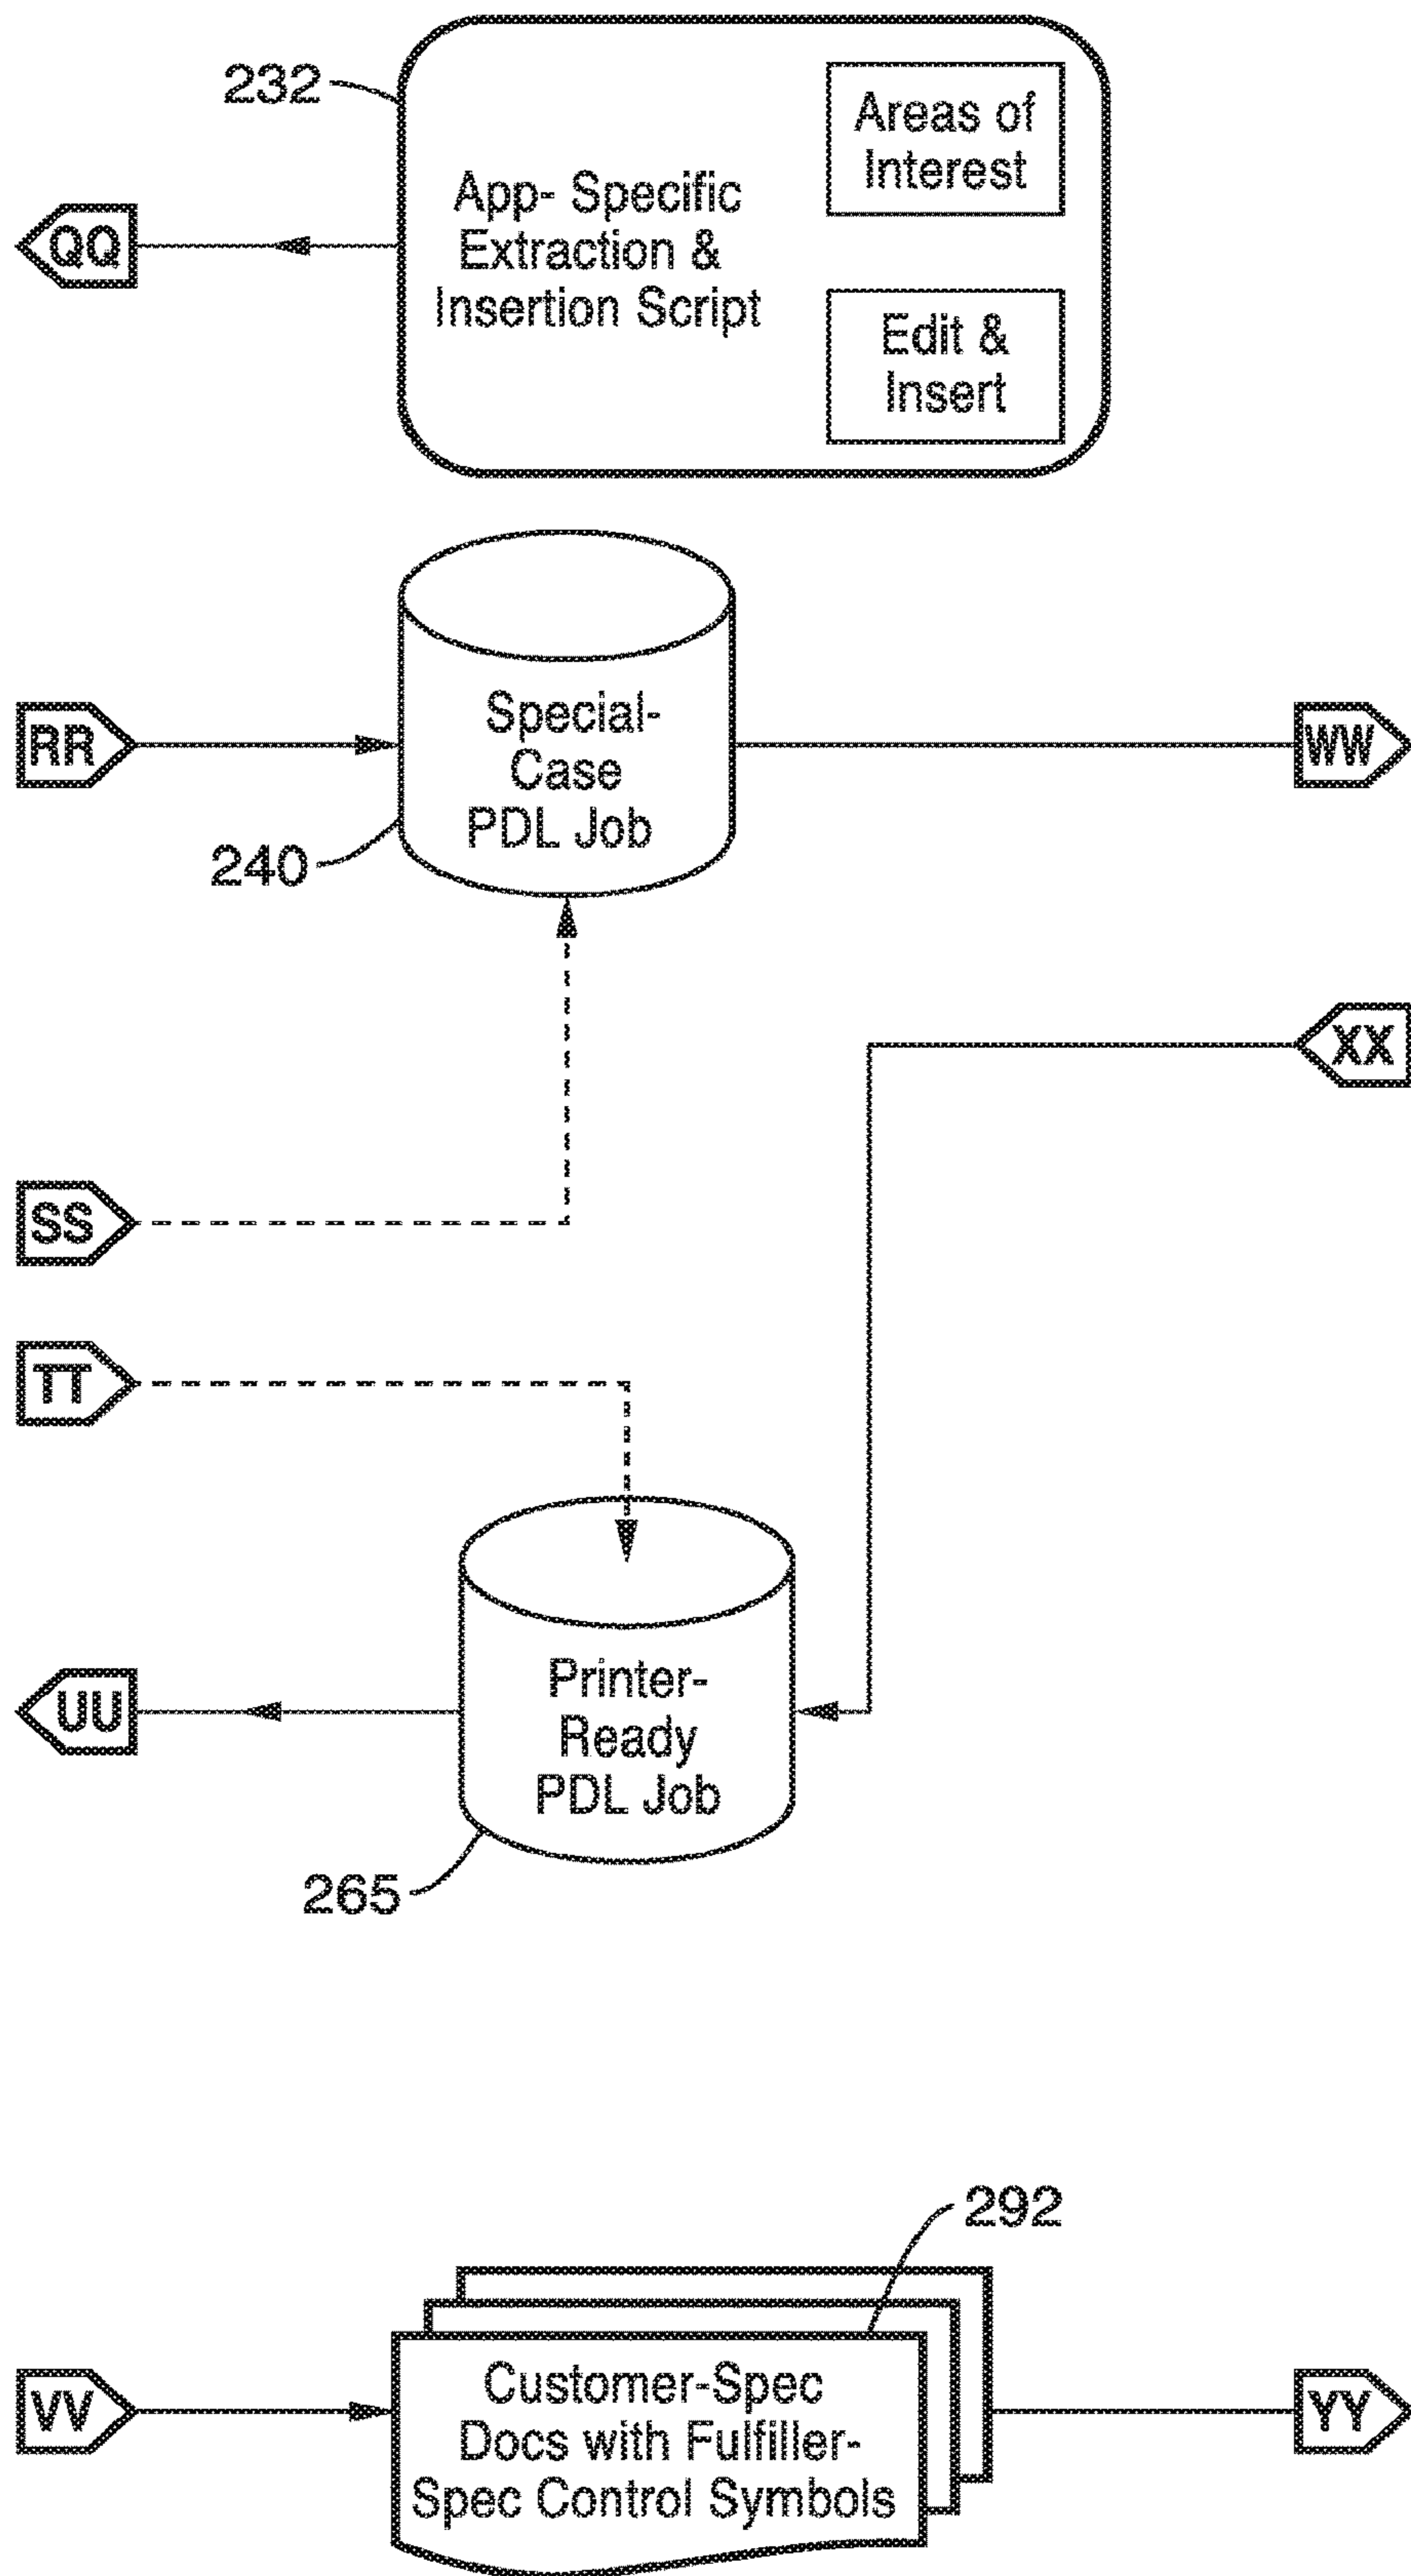 232
Areas of
Interest
App- Specific
Extraction &
Insertion Script
QQ
Edit &
Insert
RR
Special-
Case
PDL Job
WW
240
XX
SS
TT
UU
Printer-
Ready
PDL Job
265
292
VV
Customer-Spec
Docs with Fulfiller-
Spec Control Symbols
YY